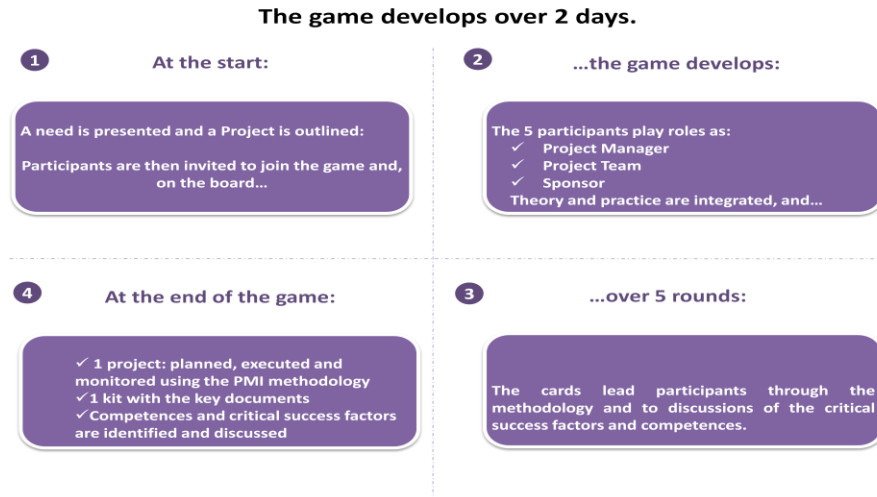 The game develops over 2 days.
1
At the start:
A need is presented and a Project is outlined:
Participants are then invited to join the game and,
on the board...
2
...the game develops:
The 5 participants play roles as:
✓ Project Manager
✓ Project Team
✓ Sponsor
Theory and practice are integrated, and...
3
...over 5 rounds:
The cards lead participants through the
methodology and to discussions of the critical
success factors and competences.
4
At the end of the game:
✓ 1 project: planned, executed and
monitored using the PMI methodology
✓1 kit with the key documents
✓Competences and critical success factors
are identified and discussed